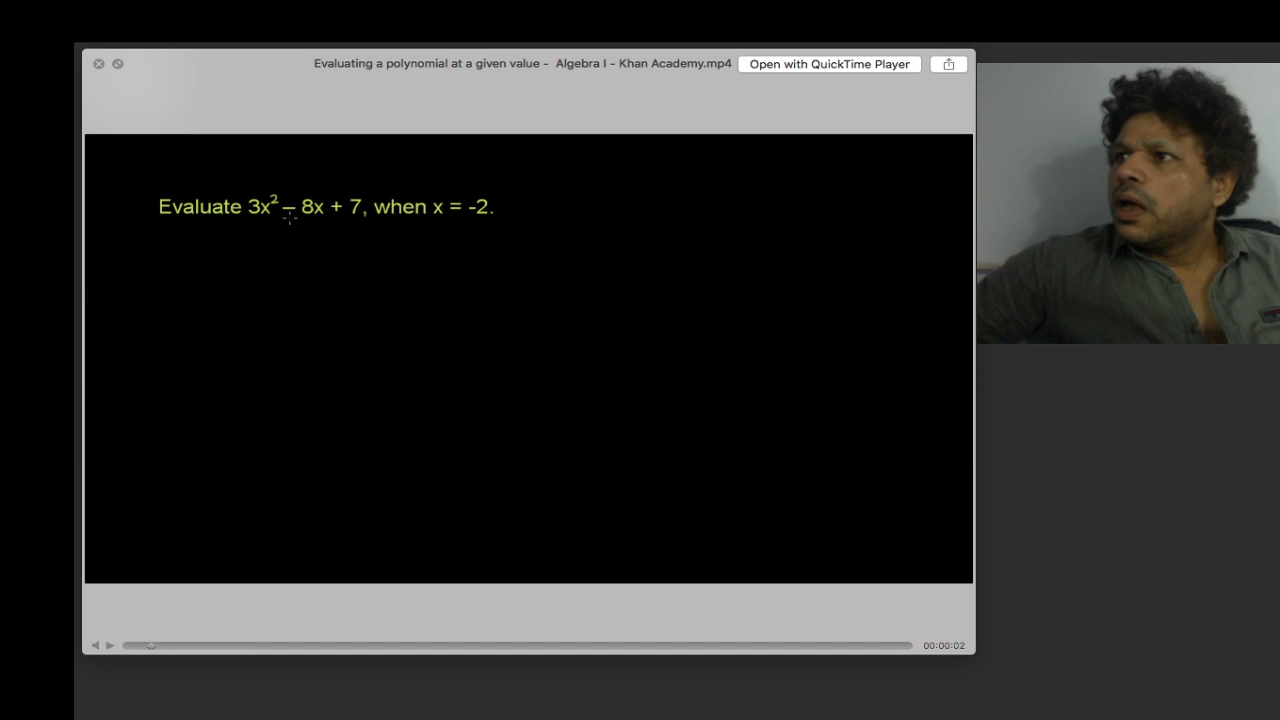 Evaluating a polynomial at a given value - Algebra I - Khan Academy.mp4
Open with QuickTime Player
Evaluate 3x² – 8x + 7, when x = -2.
00:00:02